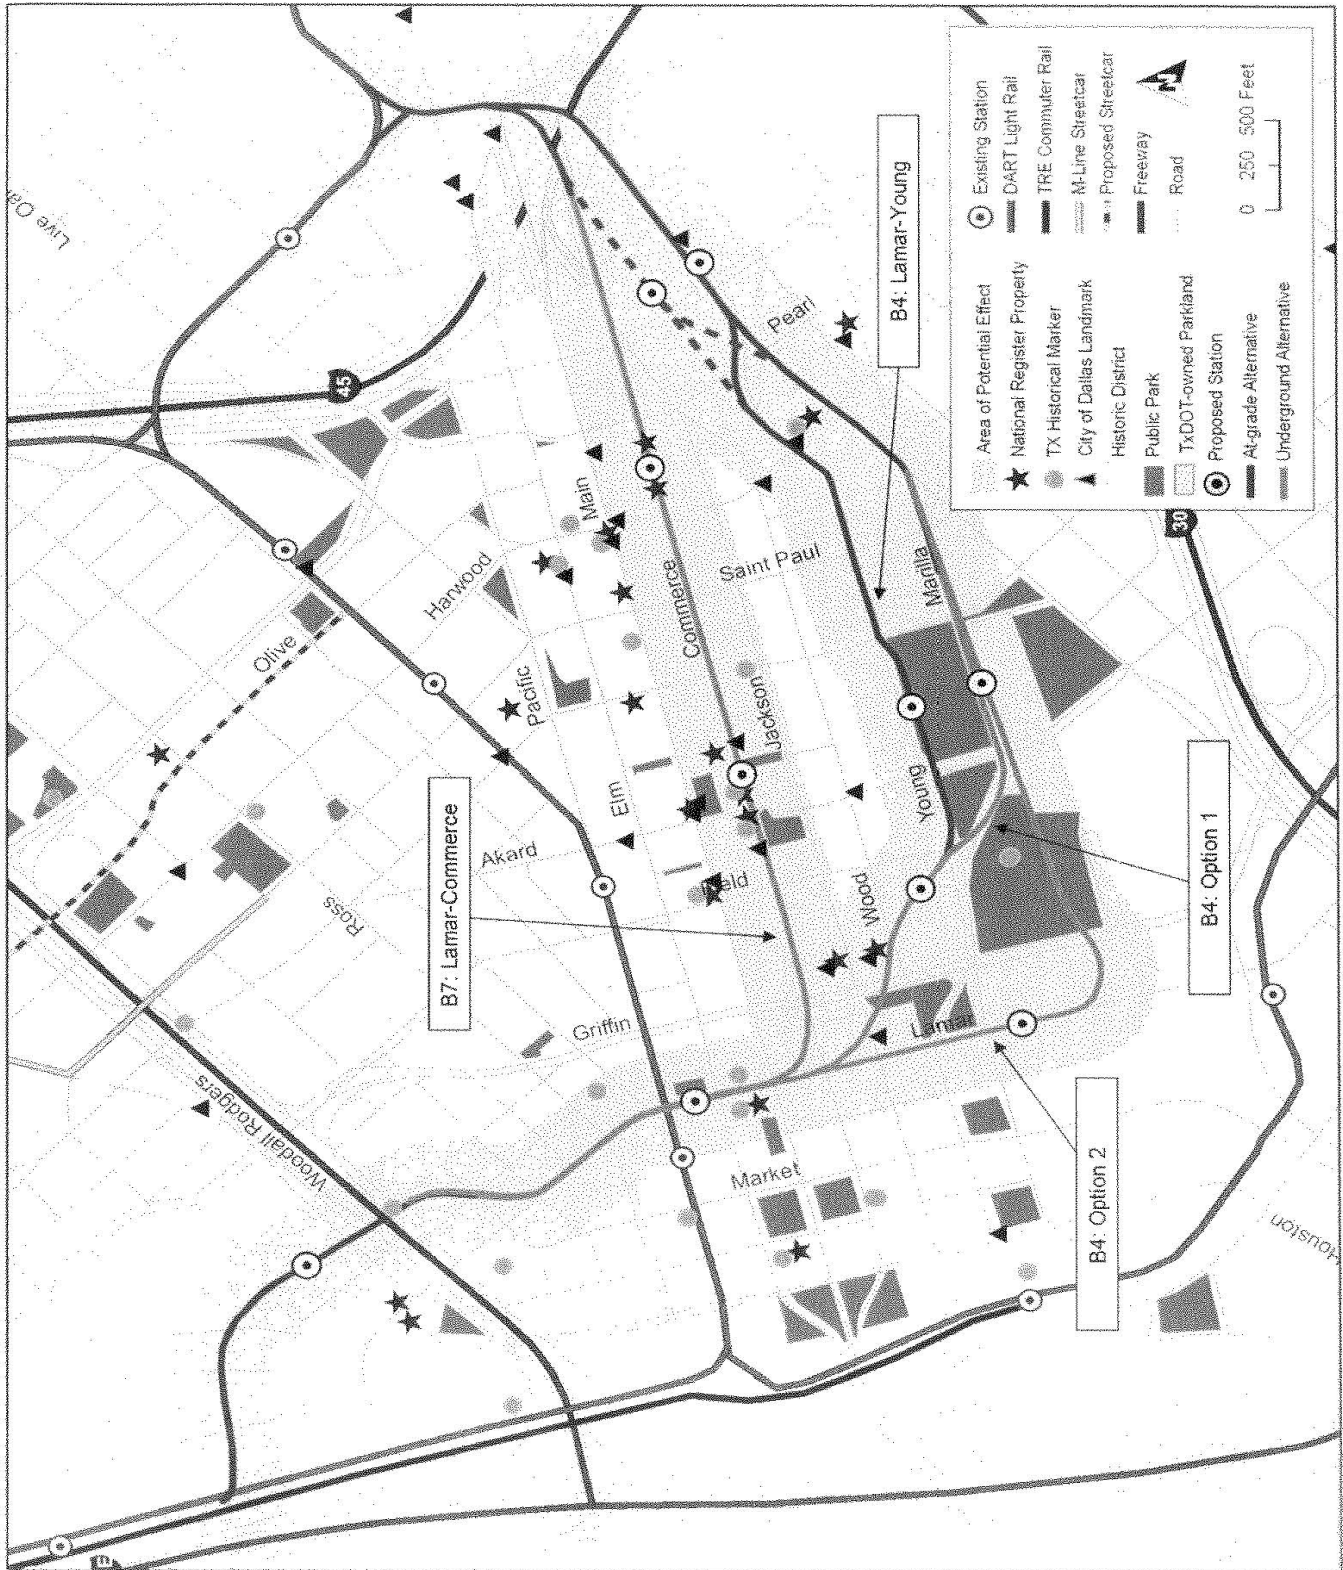 Live Oa
45
Olive
Harwood
Main
Pacific
Elm
Akard
Ross
Griffin
Woodall Rodgers
Commerce
Saint Paul
Jackson
Pearl
Marilla
Young
Wood
Lamar
Market
Houston
30
B7: Lamar-Commerce
B4: Lamar-Young
B4: Option 1
B4: Option 2
Area of Potential Effect
National Register Property
TX Historical Marker
City of Dallas Landmark
Historic District
Public Park
TxDOT-owned Parkland
Proposed Station
At-grade Alternative
Underground Alternative
Existing Station
DART Light Rail
TRE Commuter Rail
M-Line Streetcar
Proposed Streetcar
Freeway
Road
N
0 250 500 Feet